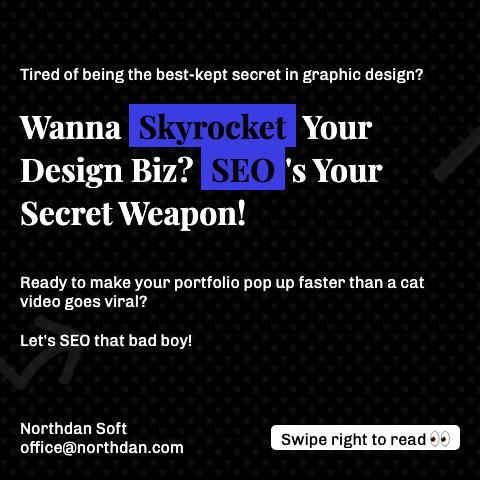 Tired of being the best-kept secret in graphic design?
Wanna Skyrocket Your
Design Biz? SEO 's Your
Secret Weapon!
Ready to make your portfolio pop up faster than a cat
video goes viral?
Let's SEO that bad boy!
Northdan Soft
office@northdan.com
Swipe right to read 👀